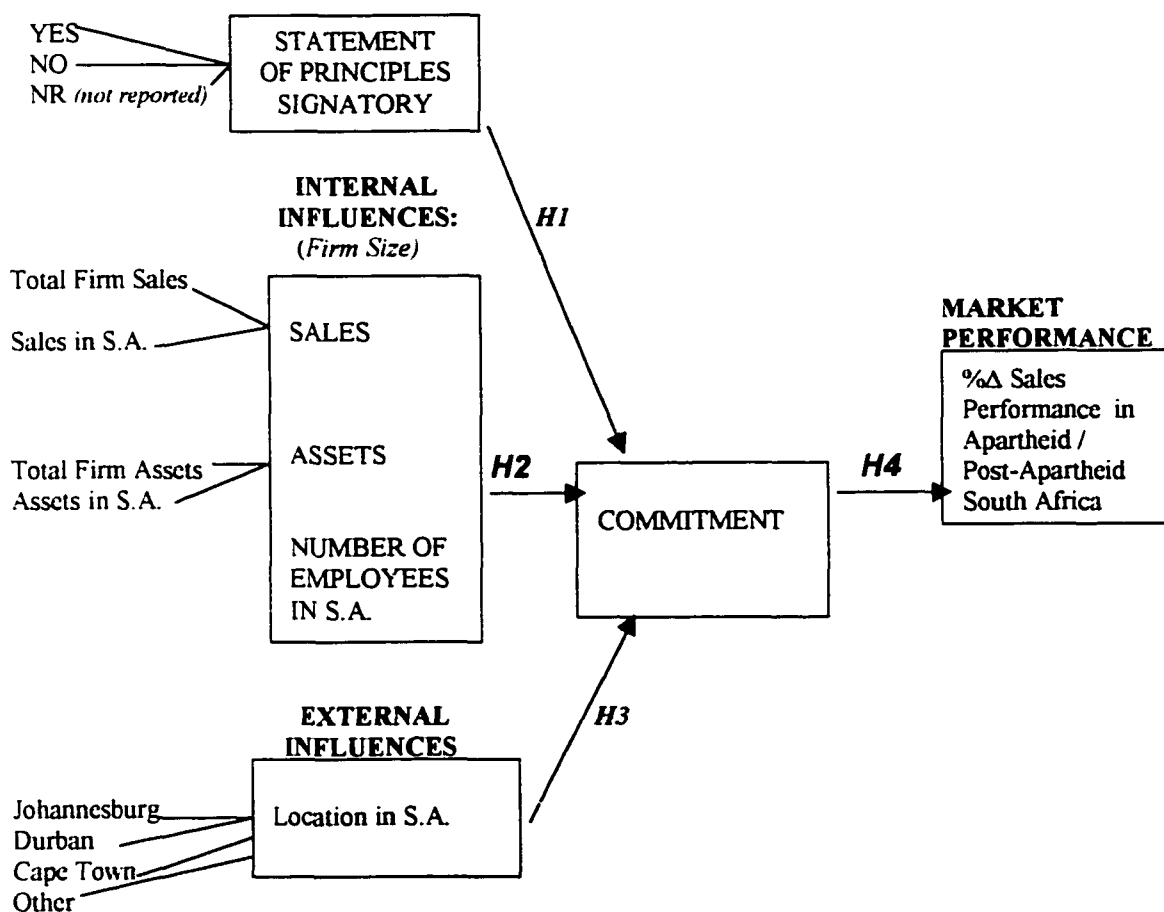 YES
NO
NR (not reported)
STATEMENT
OF PRINCIPLES
SIGNATORY
H1
INTERNAL
INFLUENCES:
(Firm Size)
Total Firm Sales
Sales in S.A.
SALES
Total Firm Assets
Assets in S.A.
ASSETS
NUMBER OF
EMPLOYEES
IN S.A.
H2
COMMITMENT
H4
MARKET
PERFORMANCE
%Δ Sales
Performance in
Apartheid /
Post-Apartheid
South Africa
H3
EXTERNAL
INFLUENCES
Johannesburg
Durban
Cape Town
Other
Location in S.A.